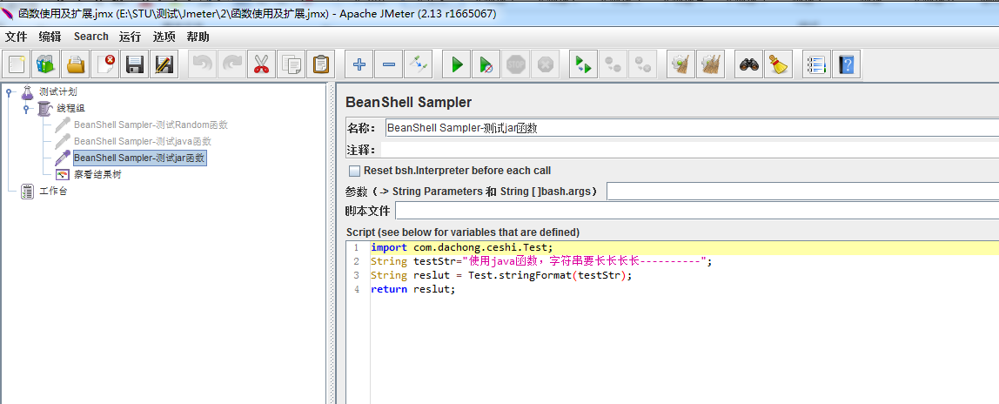 函数使用及扩展.jmx (E:\STU\测试\Jmeter\2\函数使用及扩展.jmx) - Apache JMeter (2.13 r1665067)
文件 编辑 Search 运行 选项 帮助
STOP
测试计划
线程组
BeanShell Sampler-测试Random函数
BeanShell Sampler-测试java函数
BeanShell Sampler-测试jar函数
察看结果树
工作台
BeanShell Sampler
名称： BeanShell Sampler-测试jar函数
注释：
Reset bsh.Interpreter before each call
参数（-> String Parameters 和 String [ ]bash.args）
脚本文件
Script (see below for variables that are defined)
1 import com.dachong.ceshi.Test;
2 String testStr="使用java函数，字符串要长长长长----------";
3 String reslut = Test.stringFormat(testStr);
4 return reslut;